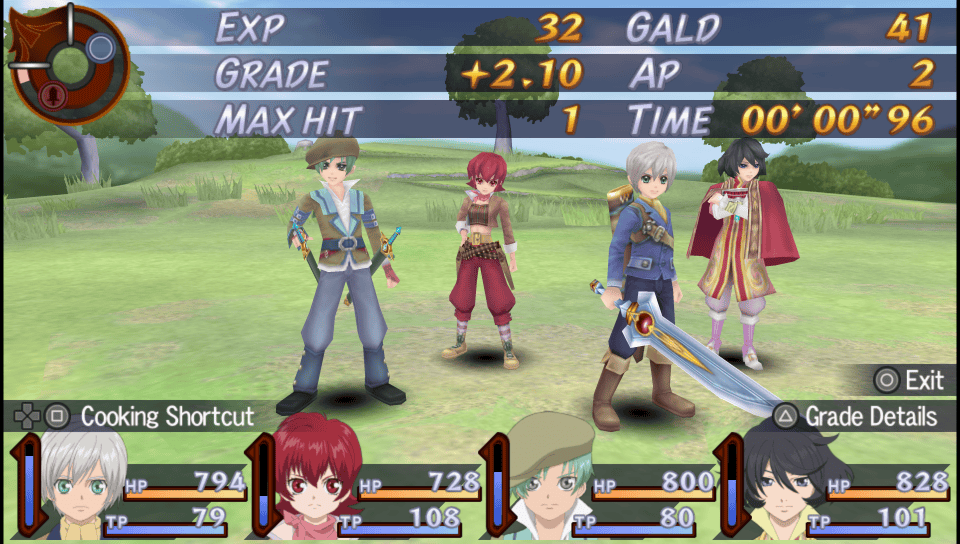 EXP 32 GALD 41
GRADE +2.10 AP 2
MAX HIT 1 TIME 00'00"96
Exit
Cooking Shortcut Grade Details
HP 794 HP 728 HP 800 HP 828
TP 79 TP 108 TP 80 TP 101